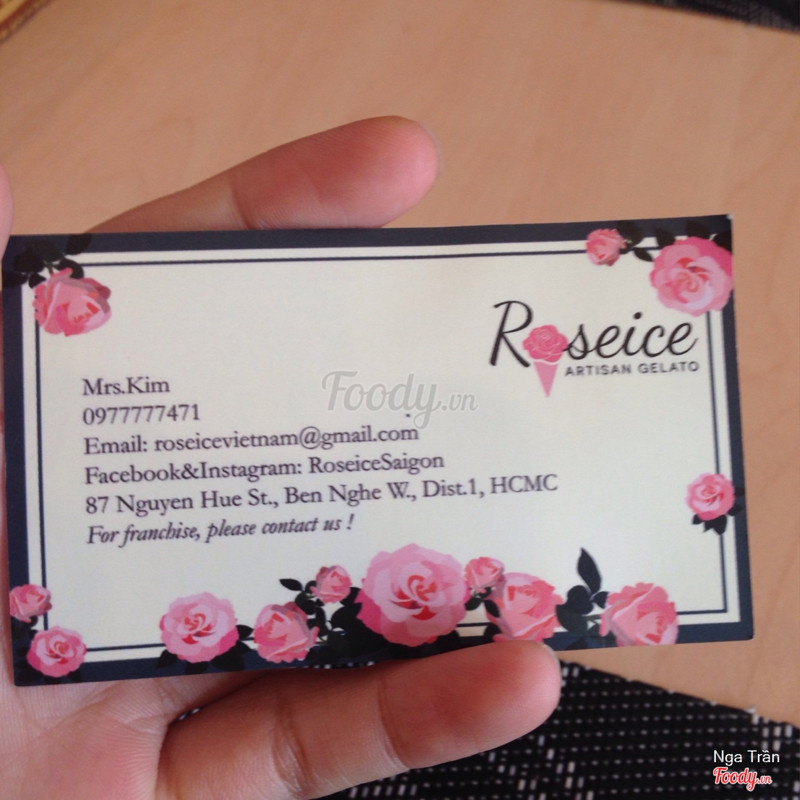 Roseice
ARTISAN GELATO
Mrs.Kim
0977777471
Email: roseicevietnam@gmail.com
Facebook&Instagram: RoseiceSaigon
87 Nguyen Hue St., Ben Nghe W., Dist.1, HCMC
For franchise, please contact us !
Foody.vn
Nga Trần
Foody.vn